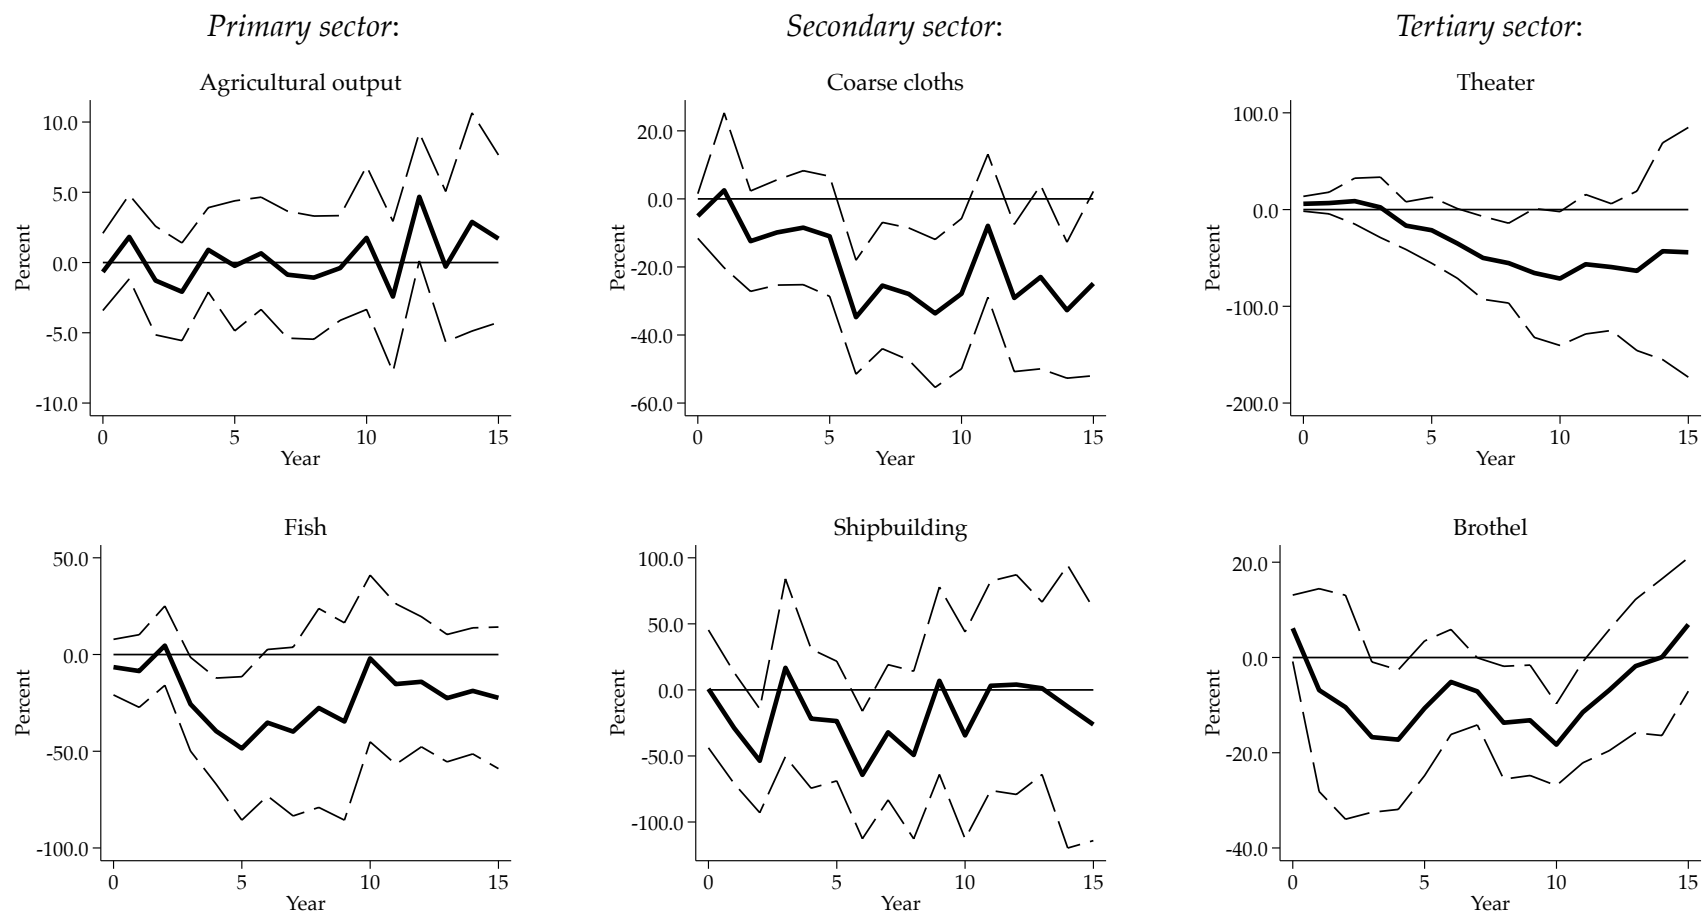 Primary sector:
Secondary sector:
Tertiary sector:
Agricultural output
Percent
10.0
5.0
0.0
-5.0
-10.0
0 5 10 15
Year
Coarse cloths
Percent
20.0
0.0
-20.0
-40.0
-60.0
0 5 10 15
Year
Theater
Percent
100.0
0.0
-100.0
-200.0
0 5 10 15
Year
Fish
Percent
50.0
0.0
-50.0
-100.0
0 5 10 15
Year
Shipbuilding
Percent
100.0
50.0
0.0
-50.0
-100.0
0 5 10 15
Year
Brothel
Percent
20.0
0.0
-20.0
-40.0
0 5 10 15
Year